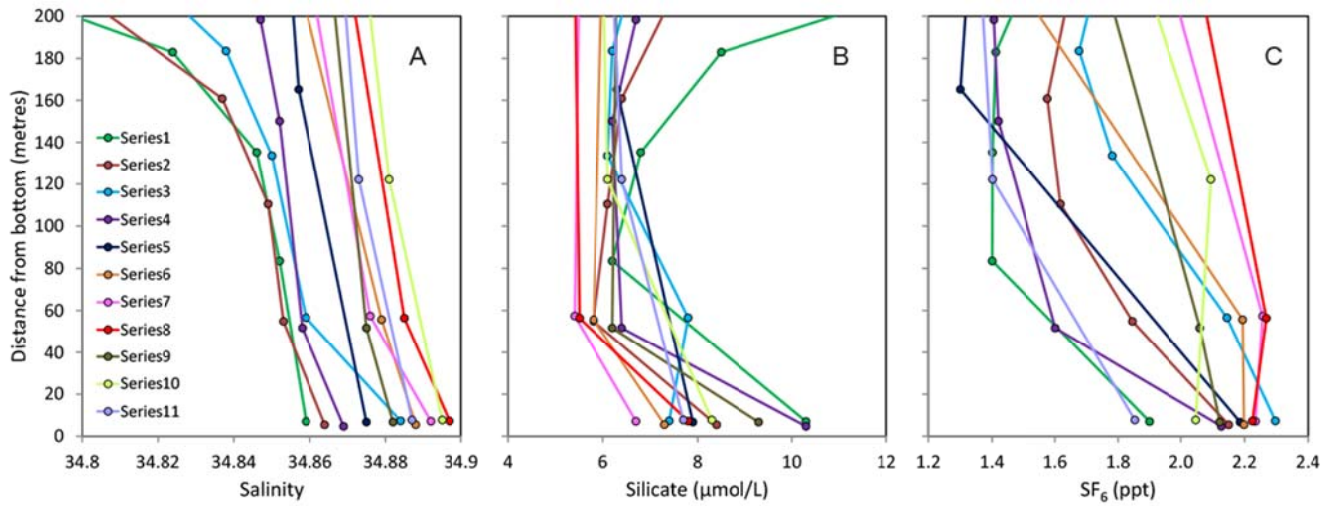 Distance from bottom (metres)
200
180
160
140
120
100
80
60
40
20
0
A
Series1
Series2
Series3
Series4
Series5
Series6
Series7
Series8
Series9
Series10
Series11
34.8 34.82 34.84 34.86 34.88 34.9
Salinity
B
4 6 8 10 12
Silicate (μmol/L)
C
1.2 1.4 1.6 1.8 2.0 2.2 2.4
SF6 (ppt)